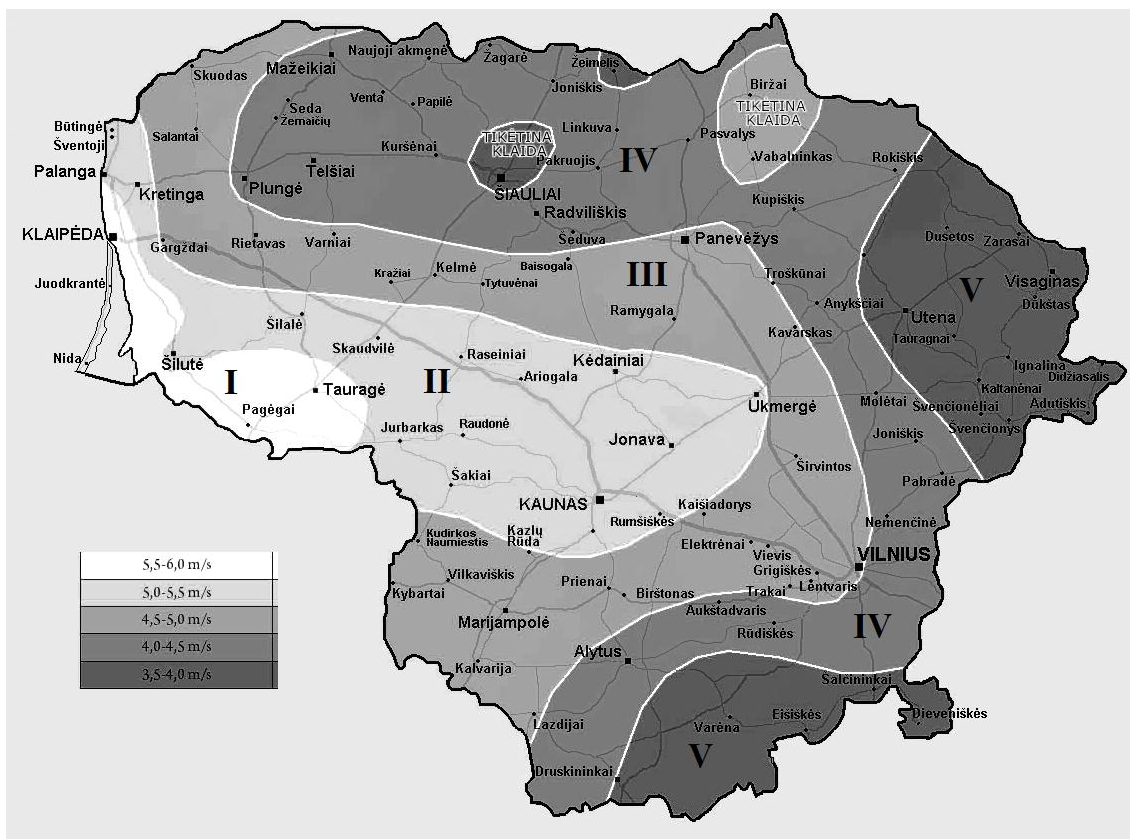 Naujoji akmenė
Žagarė
Žeimelis
Mažeikiai
Skuodas
Joniškis
Biržai
Seda
Venta
Papilė
Žemaičių
TIKĖTINA
KLAIDA
Būtingė
Šventoji
Salantai
Linkuva
Pasvalys
TIKĖTINA
KLAIDA
Kuršėnai
Pakruojis
IV
Vabalninkas
Rokiškis
Palanga
Kretinga
Plungė
Telšiai
ŠIAULIAI
Radviliškis
Kupiškis
KLAIPĖDA
Gargždai
Rietavas
Varniai
Šeduva
Panevėžys
Dusetos
Zarasai
Juodkrantė
Kražiai
Kelmė
Tytuvėnai
Baisogala
III
Troškūnai
Anykščiai
V
Visaginas
Dūkštas
Šilalė
Ramygala
Kavarskas
Utena
Tauragnai
Nida
Šilutė
Skaudvilė
Raseiniai
Kėdainiai
Ignalina
Didžiasalis
I
Tauragė
II
Ariogala
Ukmergė
Molėtai
Kaltanėnai
Švenčionėliai
Adutiškis
Pagėgai
Jurbarkas
Raudonė
Jonava
Joniškis
Švenčionys
Šakiai
Širvintos
Pabradė
KAUNAS
Rumšiškės
Kaišiadorys
Nemenčinė
Kudirkos
Naumiestis
Kazlų
Rūda
Elektrėnai
Vievis
VILNIUS
Grigiškės
Lėntvaris
Trakai
Kybartai
Vilkaviškis
Prienai
Birštonas
Aukštadvaris
Marijampolė
Rūdiškės
IV
Kalvarija
Alytus
Šalčininkai
Lazdijai
Varėna
Eišiškės
Dieveniškės
V
Druskininkai
5,5-6,0 m/s
5,0-5,5 m/s
4,5-5,0 m/s
4,0-4,5 m/s
3,5-4,0 m/s